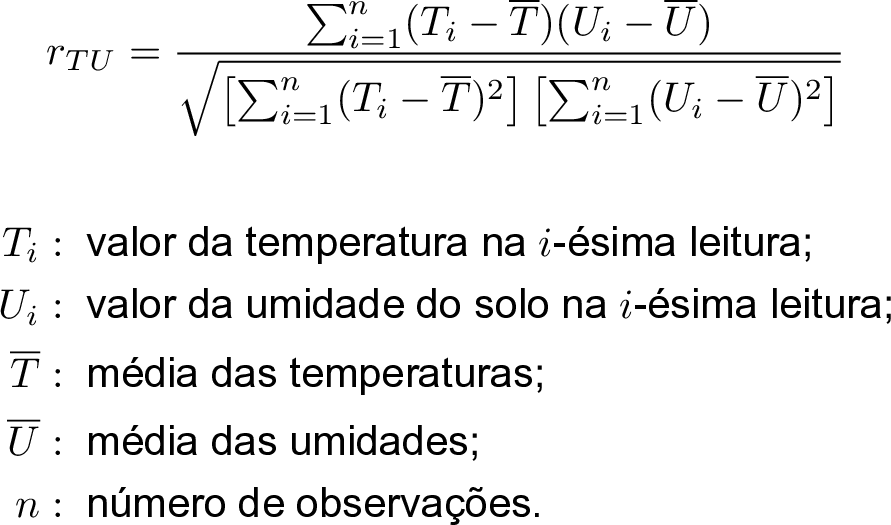 r_{TU} = \frac{\sum_{i=1}^{n}(T_i - \overline{T})(U_i - \overline{U})}{\sqrt{\left[\sum_{i=1}^{n}(T_i - \overline{T})^2\right]\left[\sum_{i=1}^{n}(U_i - \overline{U})^2\right]}}
T_i : valor da temperatura na i-ésima leitura;
U_i : valor da umidade do solo na i-ésima leitura;
\overline{T} : média das temperaturas;
\overline{U} : média das umidades;
n : número de observações.